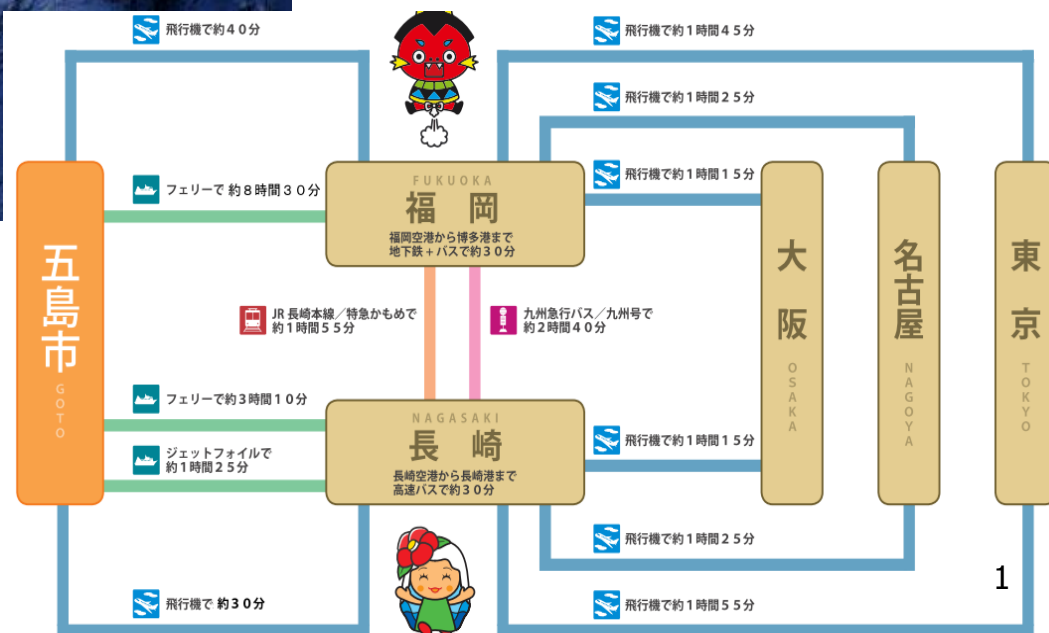 飛行機で約４０分
飛行機で約１時間４５分
飛行機で約１時間２５分
飛行機で約１時間１５分
フェリーで 約８時間３０分
FUKUOKA
福 岡
福岡空港から博多港まで
地下鉄＋バスで約３０分
五島市
GOTO
大阪
OSAKA
名古屋
NAGOYA
東京
TOKYO
JR 長崎本線／特急かもめで
約１時間５５分
九州急行バス／九州号で
約２時間４０分
フェリーで約３時間１０分
ジェットフォイルで
約１時間２５分
NAGASAKI
長 崎
長崎空港から長崎港まで
高速バスで約３０分
飛行機で約１時間１５分
飛行機で約１時間２５分
1
飛行機で 約３０分
飛行機で約１時間５５分